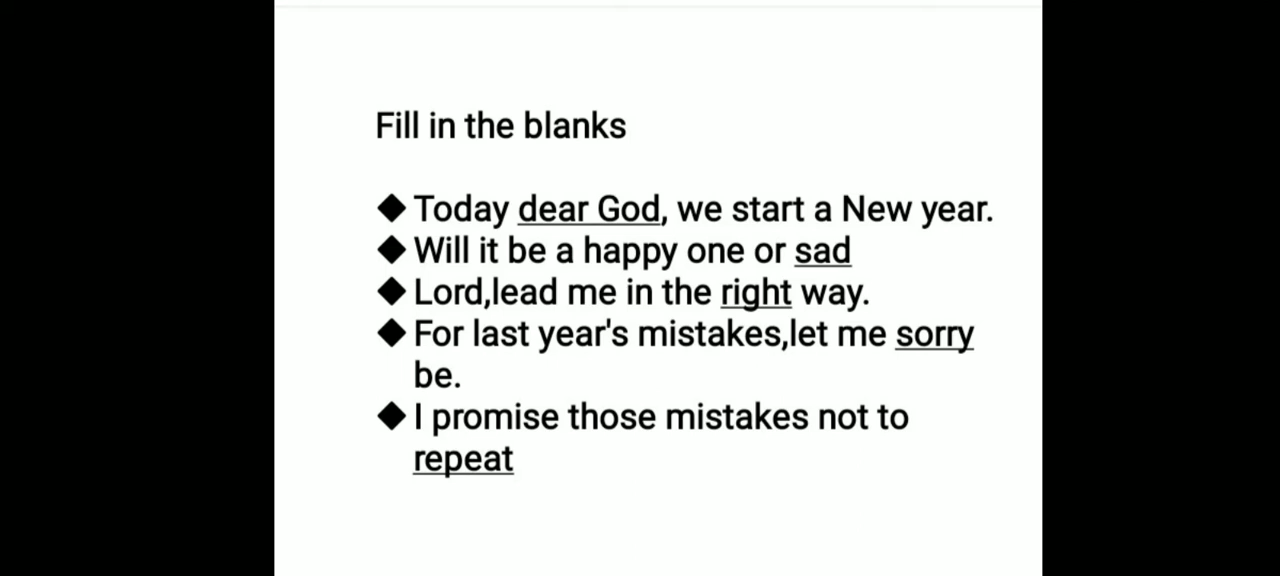 Fill in the blanks
◆Today dear God, we start a New year.
◆Will it be a happy one or sad
◆Lord,lead me in the right way.
◆For last year's mistakes,let me sorry
be.
◆I promise those mistakes not to
repeat